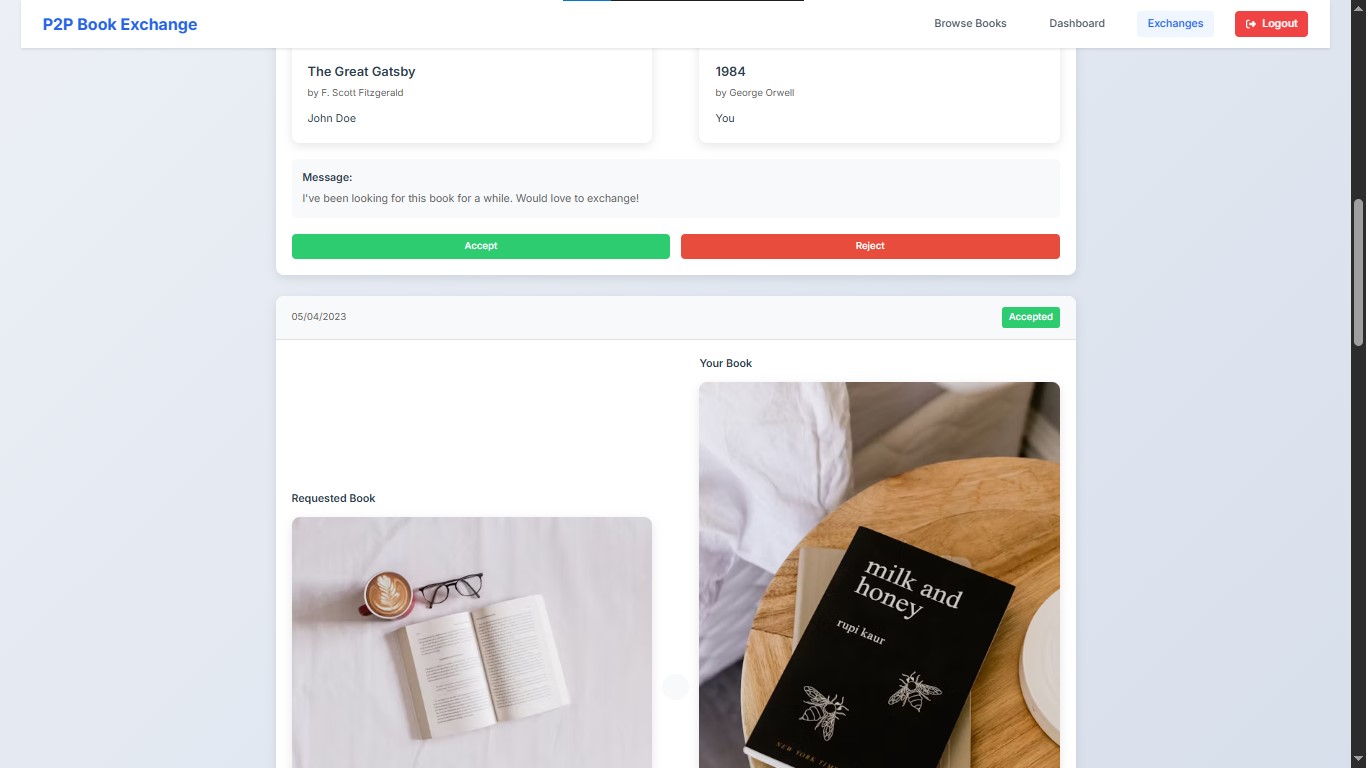 P2P Book Exchange
Browse Books
Dashboard
Exchanges
Logout
The Great Gatsby
by F. Scott Fitzgerald
John Doe
1984
by George Orwell
You
Message:
I've been looking for this book for a while. Would love to exchange!
Accept
Reject
05/04/2023
Accepted
Your Book
Requested Book
milk and
honey
rupi kaur
NEW YORK